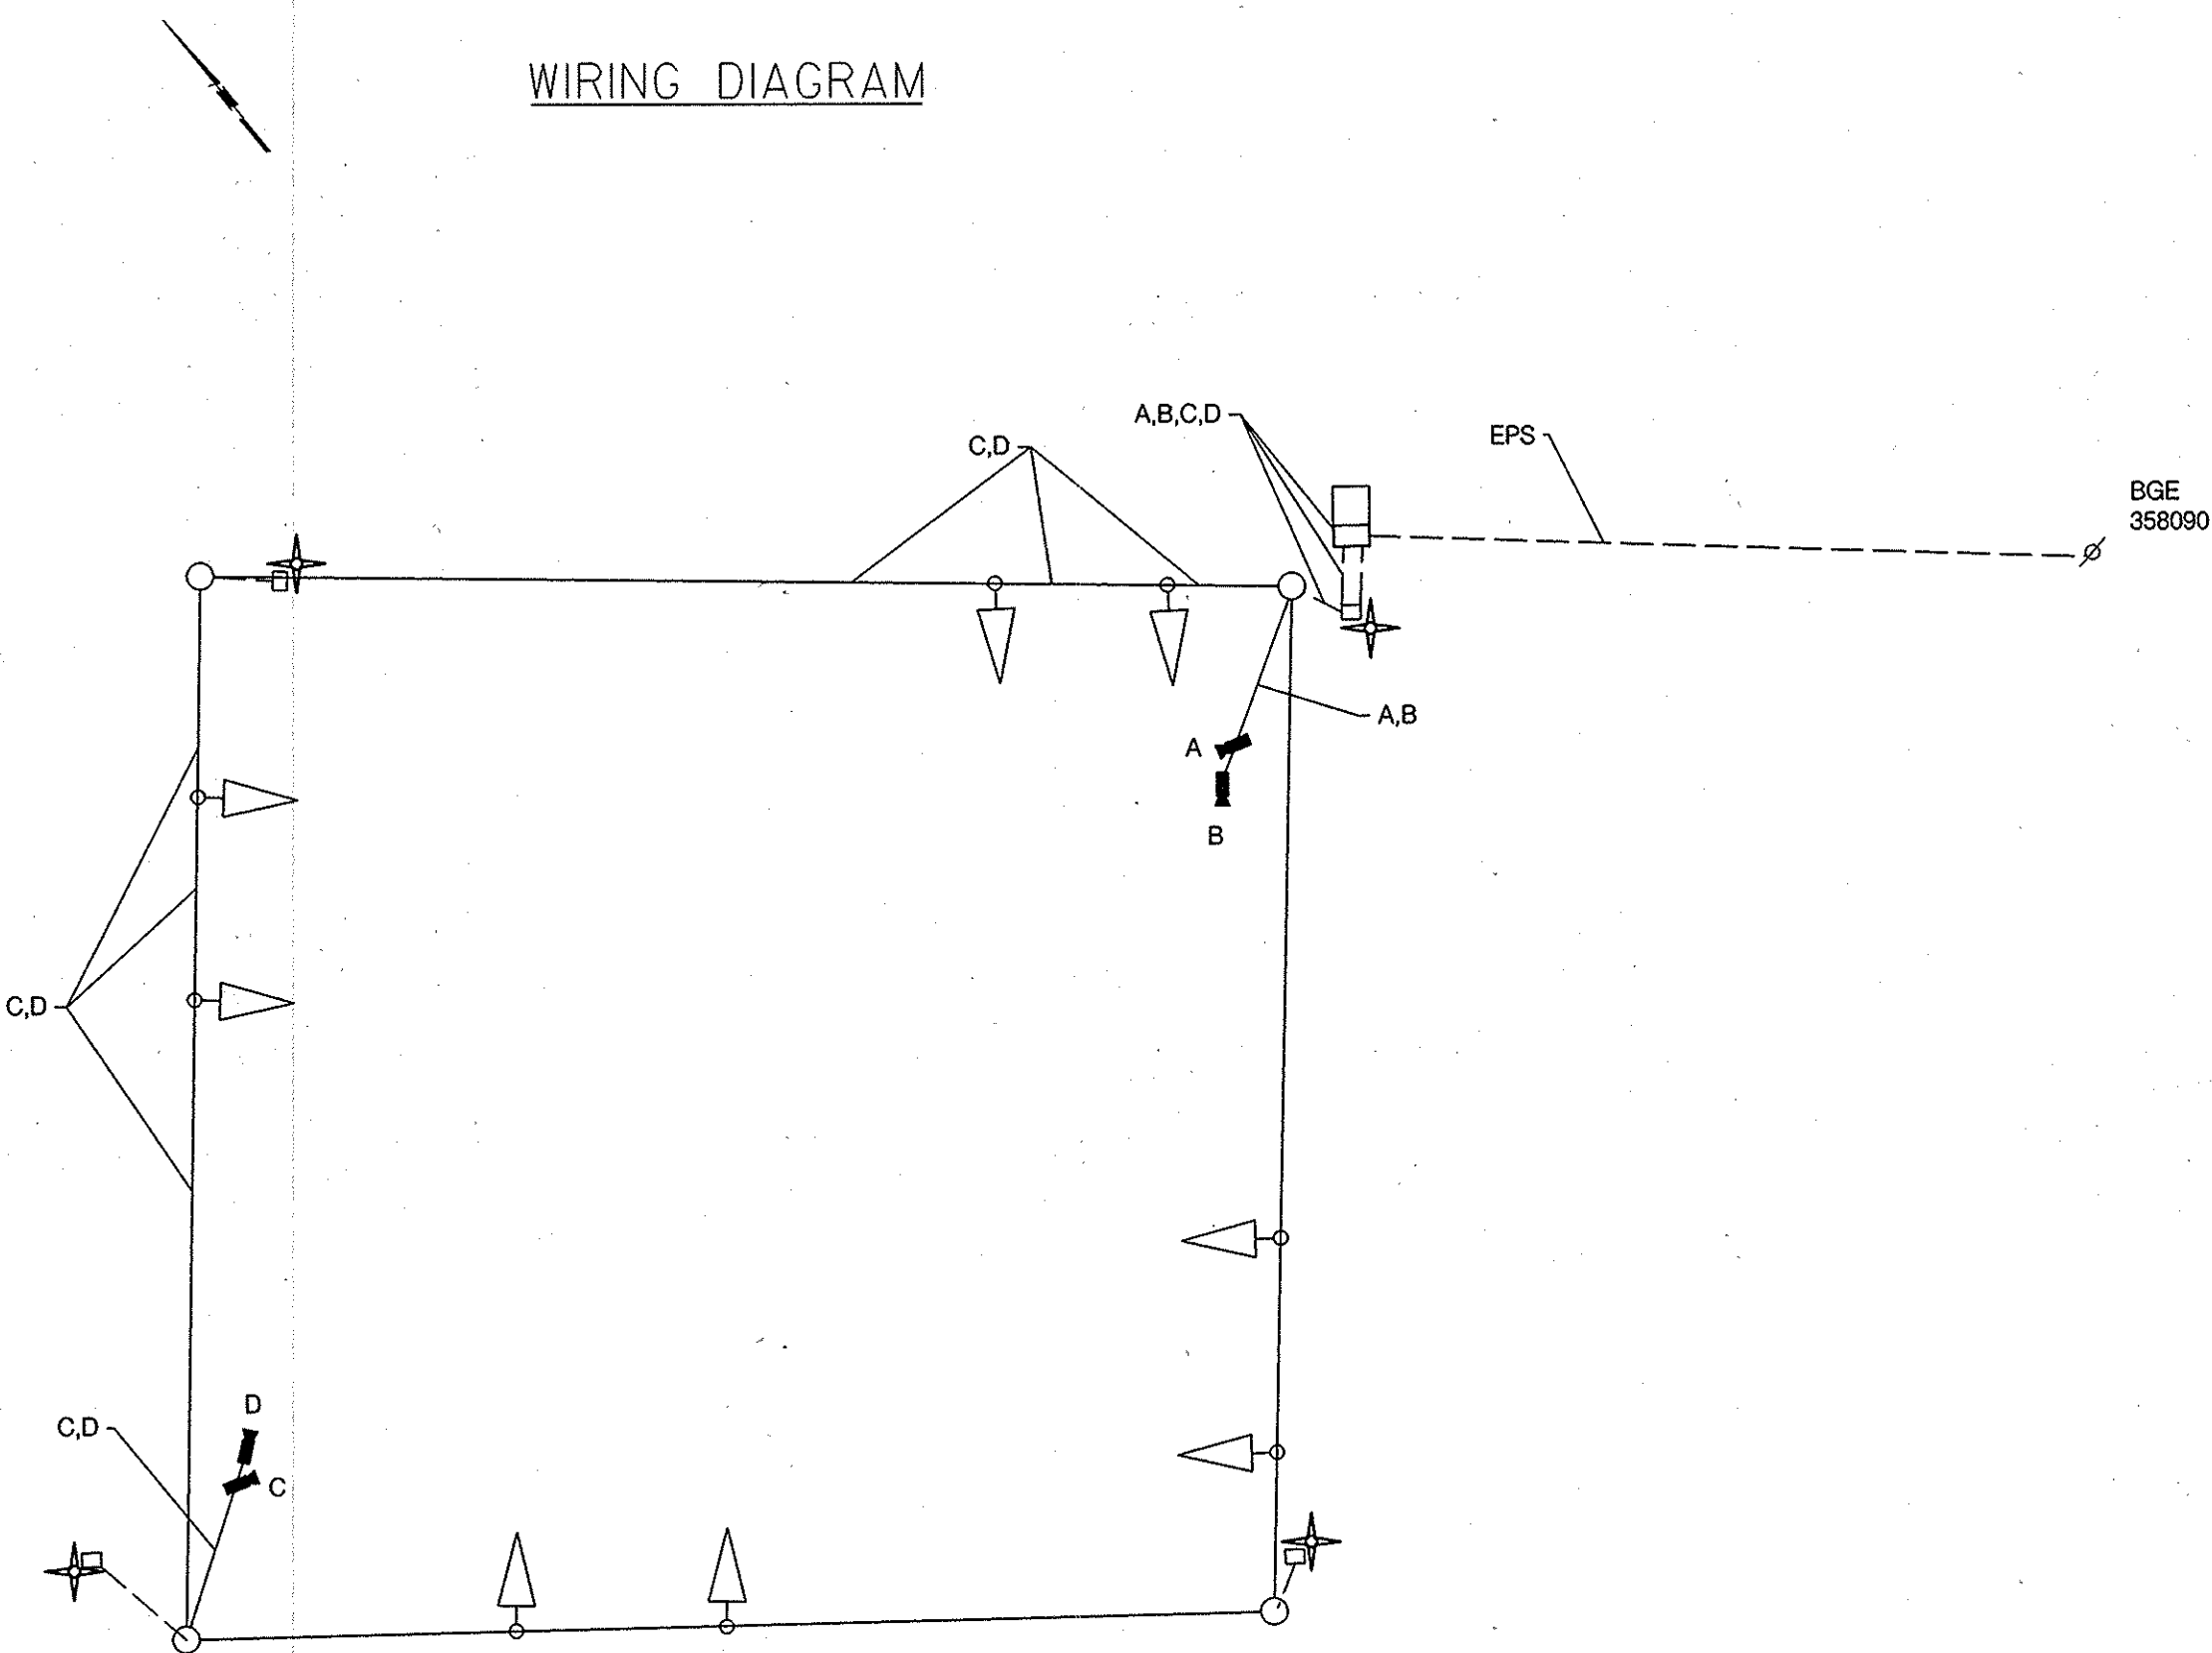 WIRING DIAGRAM
A,B,C,D
C,D
EPS
BGE
358090
A,B
A
B
C,D
D
C,D
C